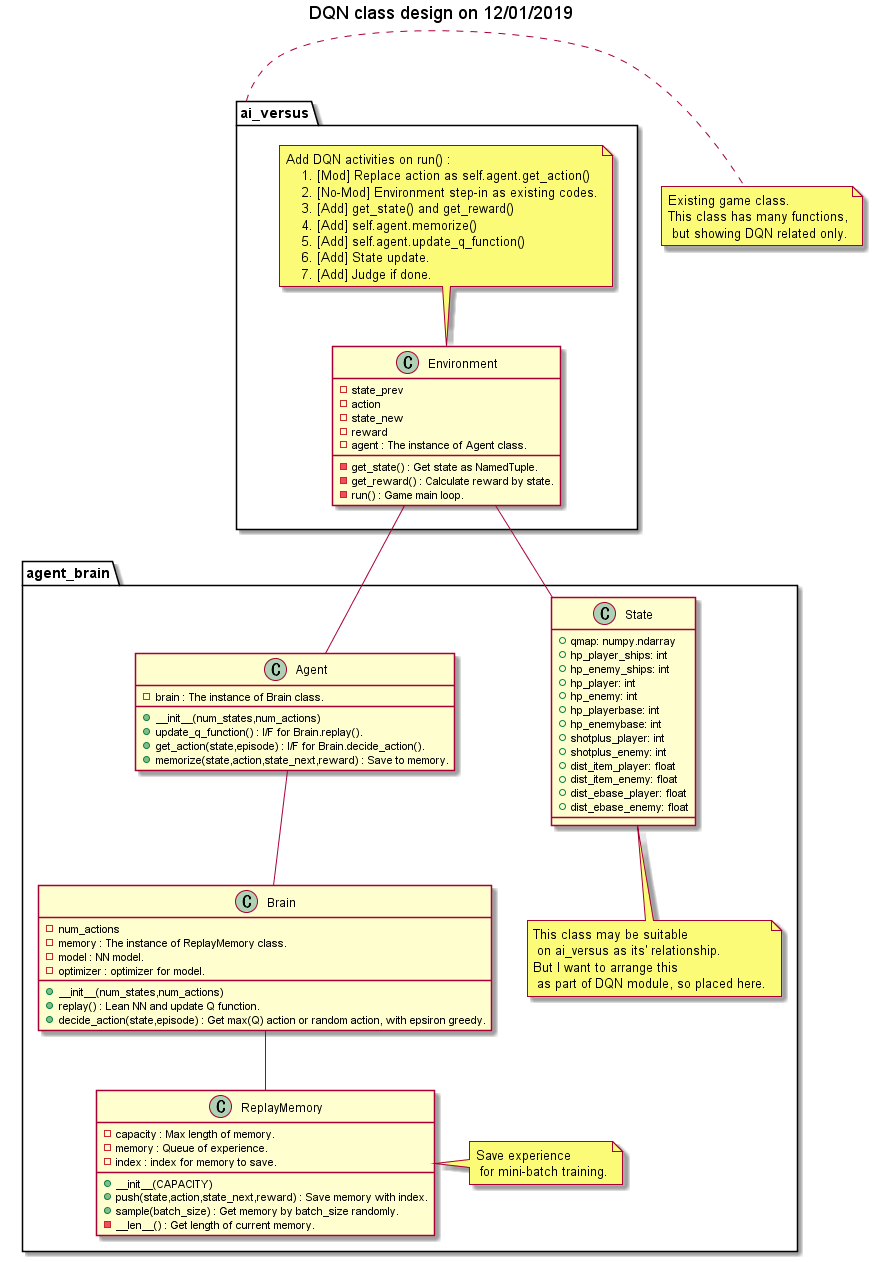 DQN class design on 12/01/2019
ai_versus
Add DQN activities on run() :
1. [Mod] Replace action as self.agent.get_action()
2. [No-Mod] Environment step-in as existing codes.
3. [Add] get_state() and get_reward()
4. [Add] self.agent.memorize()
5. [Add] self.agent.update_q_function()
6. [Add] State update.
7. [Add] Judge if done.
Existing game class.
This class has many functions,
but showing DQN related only.
C Environment
state_prev
action
state_new
reward
agent : The instance of Agent class.
get_state() : Get state as NamedTuple.
get_reward() : Calculate reward by state.
run() : Game main loop.
agent_brain
C Agent
brain : The instance of Brain class.
__init__(num_states,num_actions)
update_q_function() : I/F for Brain.replay().
get_action(state,episode) : I/F for Brain.decide_action().
memorize(state,action,state_next,reward) : Save to memory.
C State
qmap: numpy.ndarray
hp_player_ships: int
hp_enemy_ships: int
hp_player: int
hp_enemy: int
hp_playerbase: int
hp_enemybase: int
shotplus_player: int
shotplus_enemy: int
dist_item_player: float
dist_item_enemy: float
dist_ebase_player: float
dist_ebase_enemy: float
C Brain
num_actions
memory : The instance of ReplayMemory class.
model : NN model.
optimizer : optimizer for model.
__init__(num_states,num_actions)
replay() : Lean NN and update Q function.
decide_action(state,episode) : Get max(Q) action or random action, with epsiron greedy.
This class may be suitable
on ai_versus as its' relationship.
But I want to arrange this
as part of DQN module, so placed here.
C ReplayMemory
capacity : Max length of memory.
memory : Queue of experience.
index : index for memory to save.
__init__(CAPACITY)
push(state,action,state_next,reward) : Save memory with index.
sample(batch_size) : Get memory by batch_size randomly.
__len__() : Get length of current memory.
Save experience
for mini-batch training.